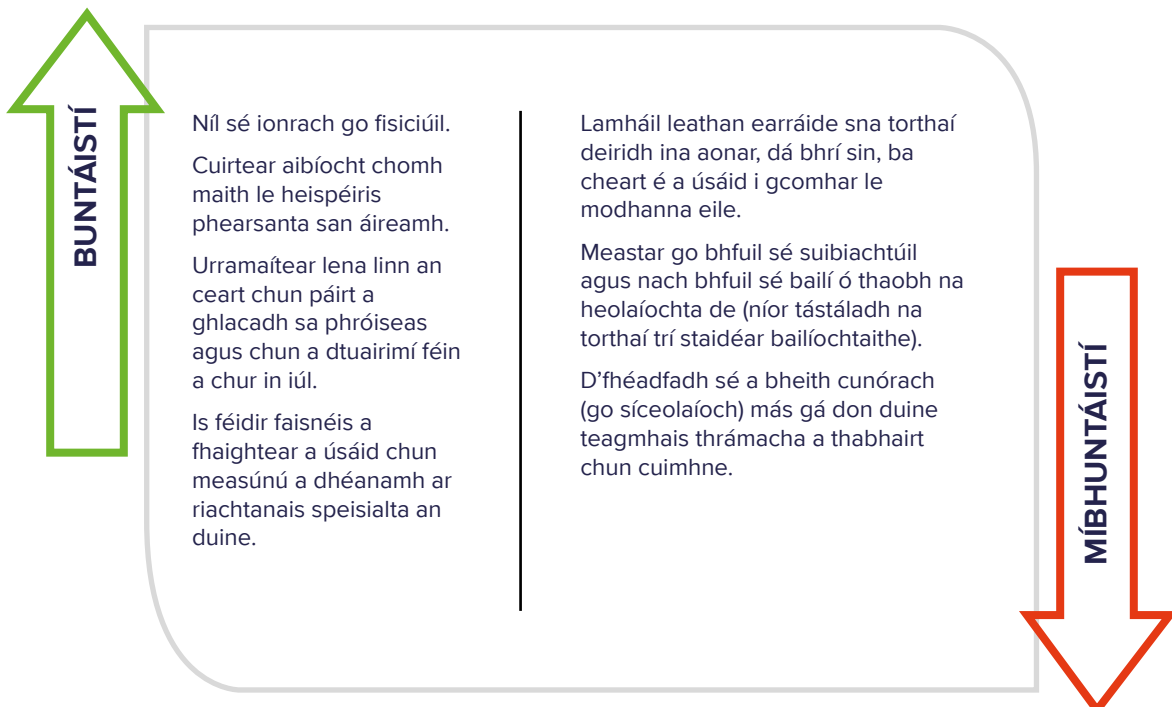 BUNTÁISTÍ
Níl sé ionrach go fisiciúil.
Cuirtear aibíocht chomh
maith le heispéiris
phearsanta san áireamh.
Urramaítear lena linn an
ceart chun páirt a
ghlacadh sa phróiseas
agus chun a dtuairimí féin
a chur in iúl.
Is féidir faisnéis a
fhaightear a úsáid chun
measúnú a dhéanamh ar
riachtanais speisialta an
duine.
Lamháil leathan earráide sna torthaí
deiridh ina aonar, dá bhrí sin, ba
cheart é a úsáid i gcomhar le
modhanna eile.
Meastar go bhfuil sé suibiachtúil
agus nach bhfuil sé bailí ó thaobh na
heolaíochta de (níor tástáladh na
torthaí trí staidéar bailíochtaithe).
D'fhéadfadh sé a bheith cunórach
(go síceolaíoch) más gá don duine
teagmhais thrámacha a thabhairt
chun cuimhne.
MÍBHUNTÁISTÍ